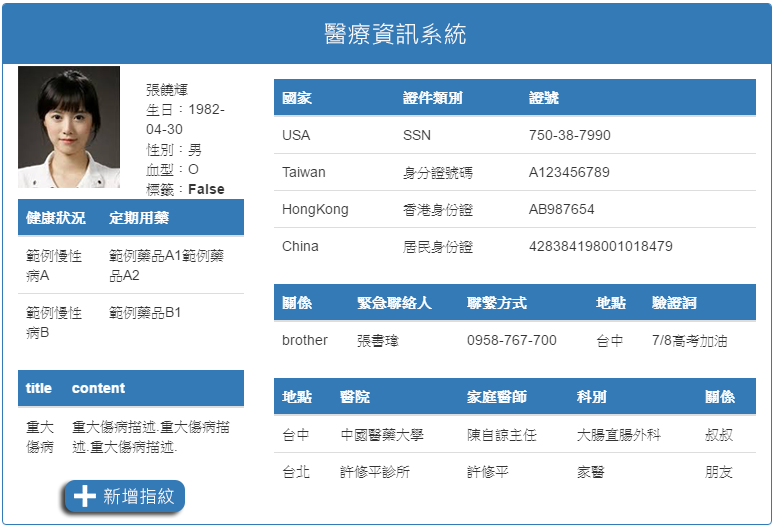 醫療資訊系統
張饒輝
生日：1982-
04-30
性別：男
血型：O
標籤：False
健康狀況 定期用藥
範例慢性 範例藥品A1範例藥
病A 品A2
範例慢性 範例藥品B1
病B
title content
重大 重大傷病描述.重大傷病描
傷病 述.重大傷病描述.
新增指紋
國家 證件類別 證號
USA SSN 750-38-7990
Taiwan 身分證號碼 A123456789
HongKong 香港身份證 AB987654
China 居民身份證 428384198001018479
關係 緊急聯絡人 聯繫方式 地點 驗證詞
brother 張書瑋 0958-767-700 台中 7/8高考加油
地點 醫院 家庭醫師 科別 關係
台中 中國醫藥大學 陳自諒主任 大腸直腸外科 叔叔
台北 許修平診所 許修平 家醫 朋友